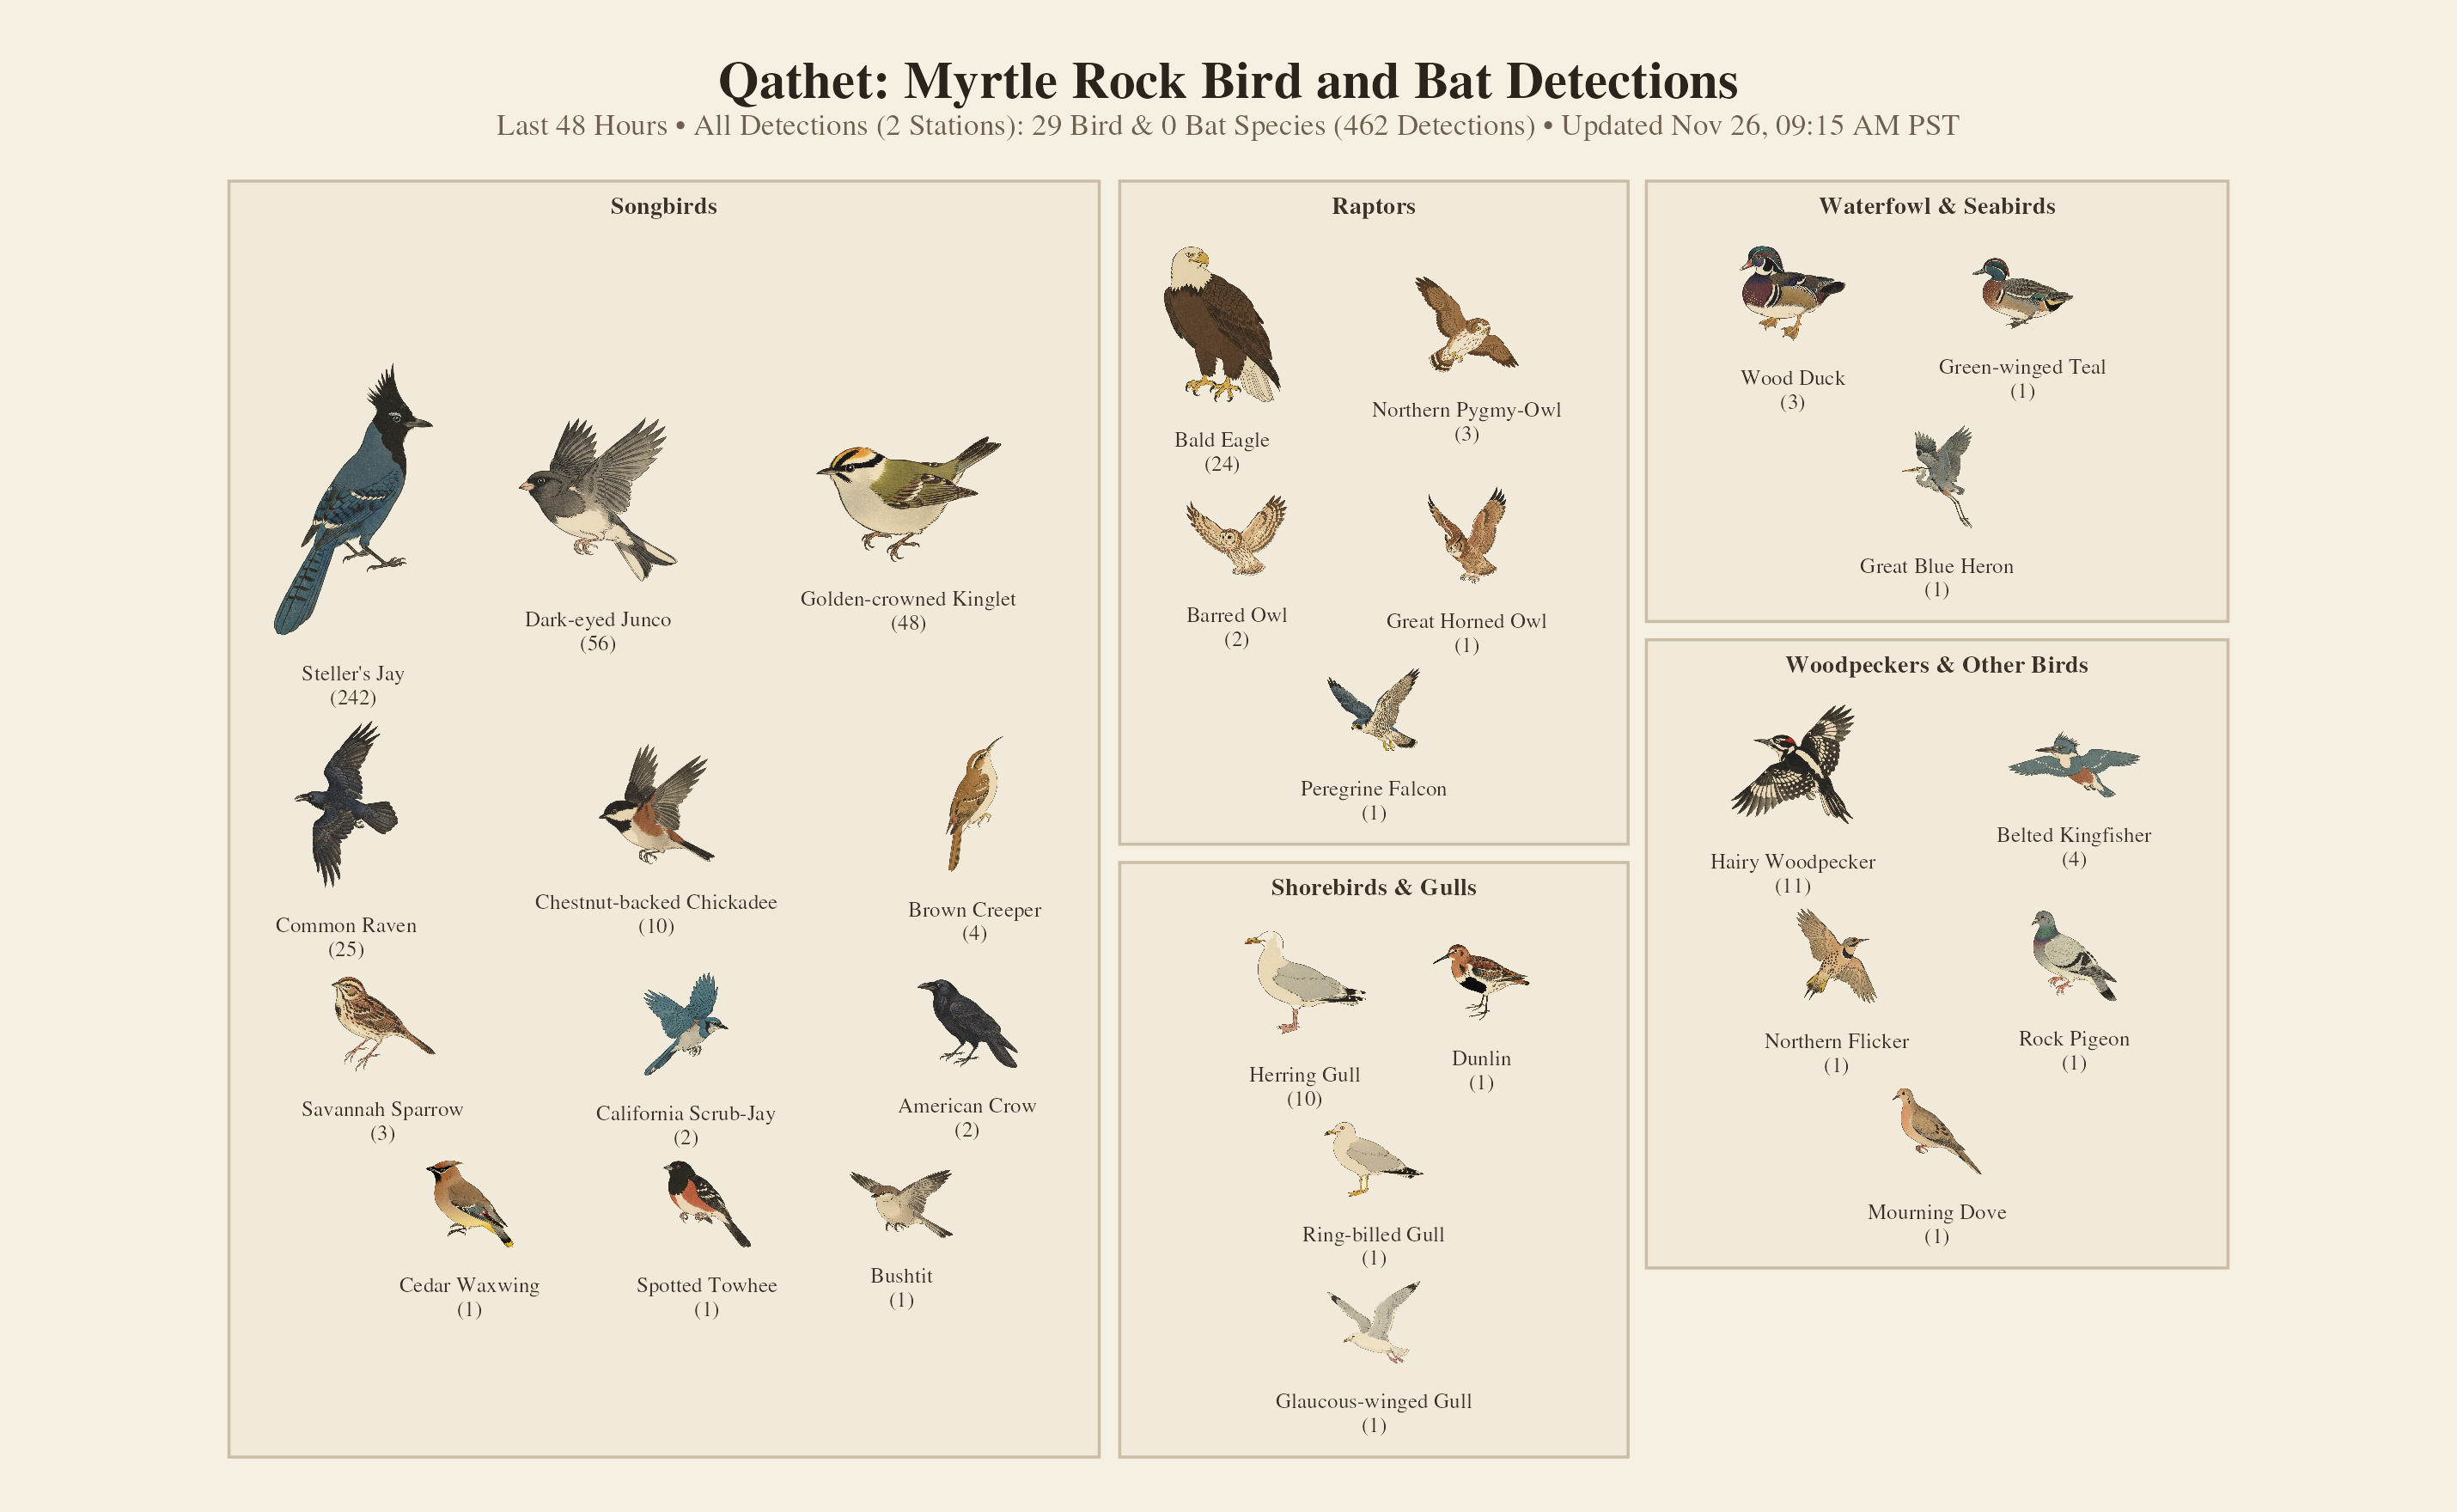 Qathet: Myrtle Rock Bird and Bat Detections
Last 48 Hours • All Detections (2 Stations): 29 Bird & 0 Bat Species (462 Detections) • Updated Nov 26, 09:15 AM PST
Songbirds
Steller's Jay
(242)
Dark-eyed Junco
(56)
Golden-crowned Kinglet
(48)
Common Raven
(25)
Chestnut-backed Chickadee
(10)
Brown Creeper
(4)
Savannah Sparrow
(3)
California Scrub-Jay
(2)
American Crow
(2)
Cedar Waxwing
(1)
Spotted Towhee
(1)
Bushtit
(1)
Raptors
Bald Eagle
(24)
Northern Pygmy-Owl
(3)
Barred Owl
(2)
Great Horned Owl
(1)
Peregrine Falcon
(1)
Shorebirds & Gulls
Herring Gull
(10)
Dunlin
(1)
Ring-billed Gull
(1)
Glaucous-winged Gull
(1)
Waterfowl & Seabirds
Wood Duck
(3)
Green-winged Teal
(1)
Great Blue Heron
(1)
Woodpeckers & Other Birds
Hairy Woodpecker
(11)
Belted Kingfisher
(4)
Northern Flicker
(1)
Rock Pigeon
(1)
Mourning Dove
(1)